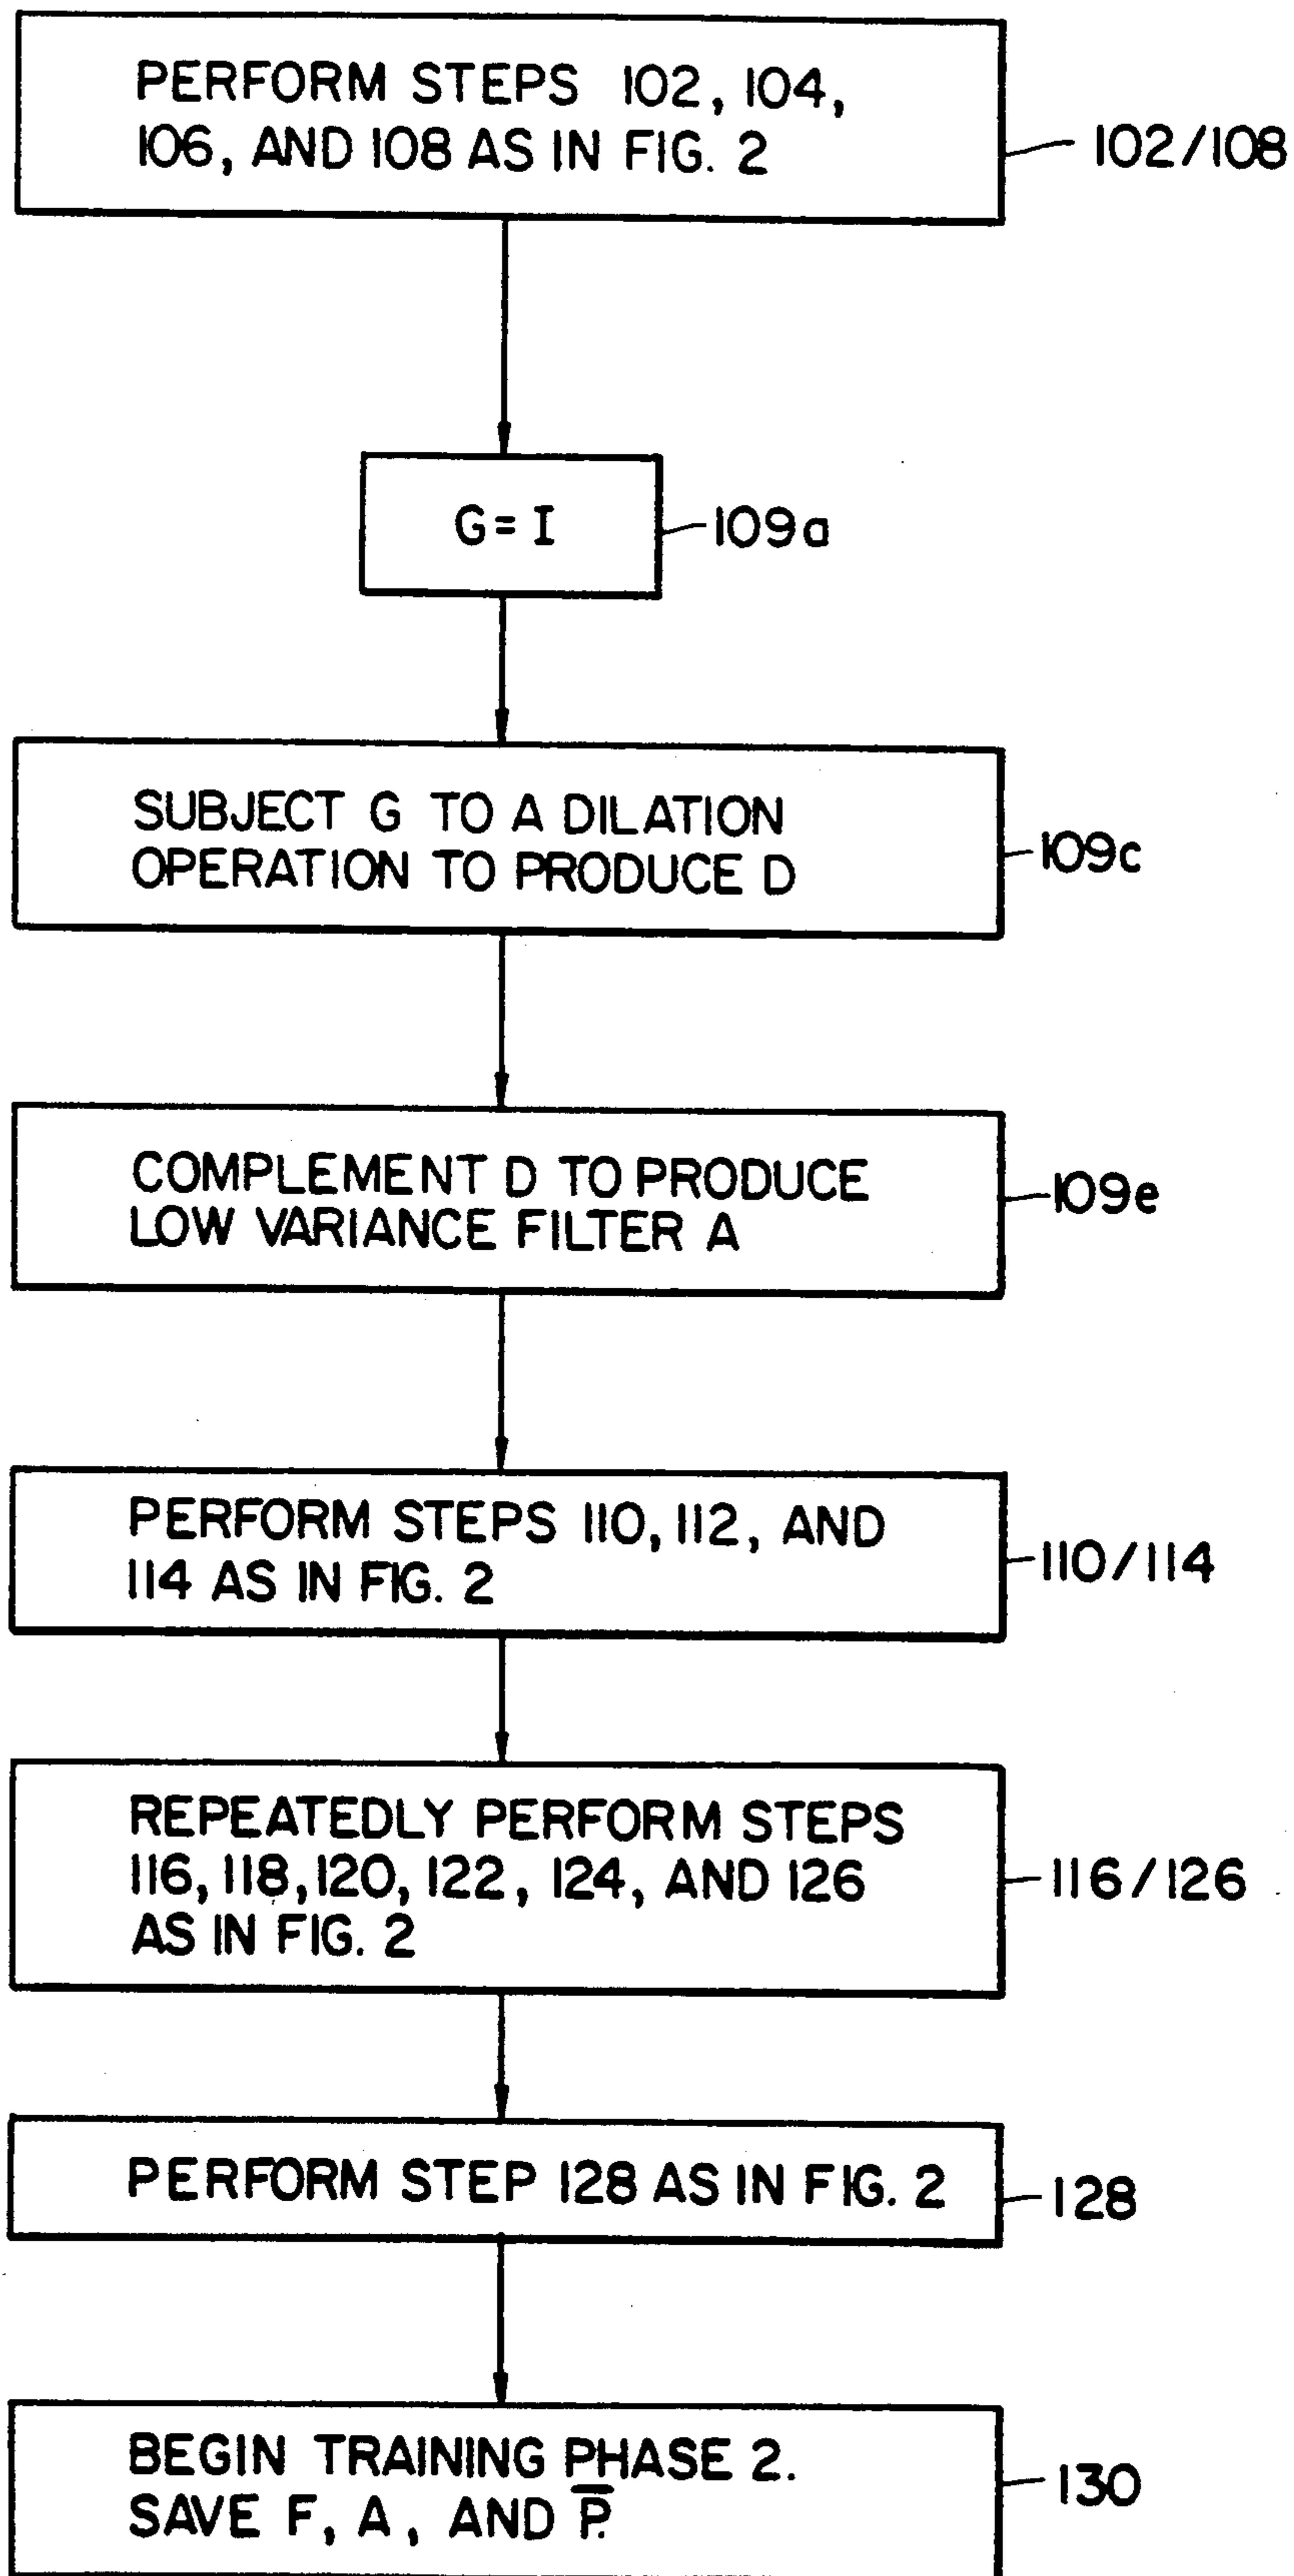 PERFORM STEPS 102, 104,
106, AND 108 AS IN FIG. 2
102/108
G = I
109a
SUBJECT G TO A DILATION
OPERATION TO PRODUCE D
109c
COMPLEMENT D TO PRODUCE
LOW VARIANCE FILTER A
109e
PERFORM STEPS 110, 112, AND
114 AS IN FIG. 2
110/114
REPEATEDLY PERFORM STEPS
116, 118, 120, 122, 124, AND 126
AS IN FIG. 2
116/126
PERFORM STEP 128 AS IN FIG. 2
128
BEGIN TRAINING PHASE 2.
SAVE F, A, AND P̅.
130